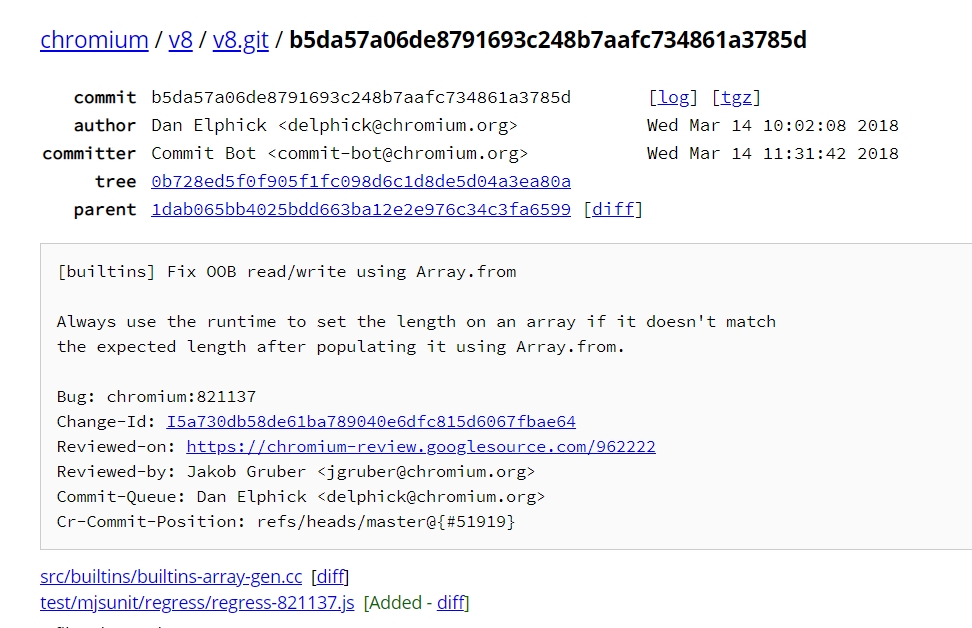 chromium / v8 / v8.git / b5da57a06de8791693c248b7aafc734861a3785d
commit b5da57a06de8791693c248b7aafc734861a3785d [log] [tgz]
author Dan Elphick <delphick@chromium.org> Wed Mar 14 10:02:08 2018
committer Commit Bot <commit-bot@chromium.org> Wed Mar 14 11:31:42 2018
tree 0b728ed5f0f905f1fc098d6c1d8de5d04a3ea80a
parent 1dab065bb4025bdd663ba12e2e976c34c3fa6599 [diff]
[builtins] Fix OOB read/write using Array.from
Always use the runtime to set the length on an array if it doesn't match
the expected length after populating it using Array.from.
Bug: chromium:821137
Change-Id: I5a730db58de61ba789040e6dfc815d6067fbae64
Reviewed-on: https://chromium-review.googlesource.com/962222
Reviewed-by: Jakob Gruber <jgruber@chromium.org>
Commit-Queue: Dan Elphick <delphick@chromium.org>
Cr-Commit-Position: refs/heads/master@{#51919}
src/builtins/builtins-array-gen.cc [diff]
test/mjsunit/regress/regress-821137.js [Added - diff]